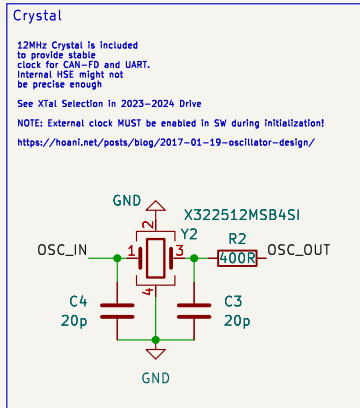 Crystal
12MHz Crystal is included
to provide stable
clock for CAN-FD and UART.
Internal HSE might not
be precise enough
See XTal Selection in 2023-2024 Drive
NOTE: External clock MUST be enabled in SW during initialization!
https://hoani.net/posts/blog/2017-01-19-oscillator-design/
GND
X322512MSB4SI
Y2
2
R2
OSC_IN
1
3
400R
OSC_OUT
4
C4
20p
C3
20p
GND